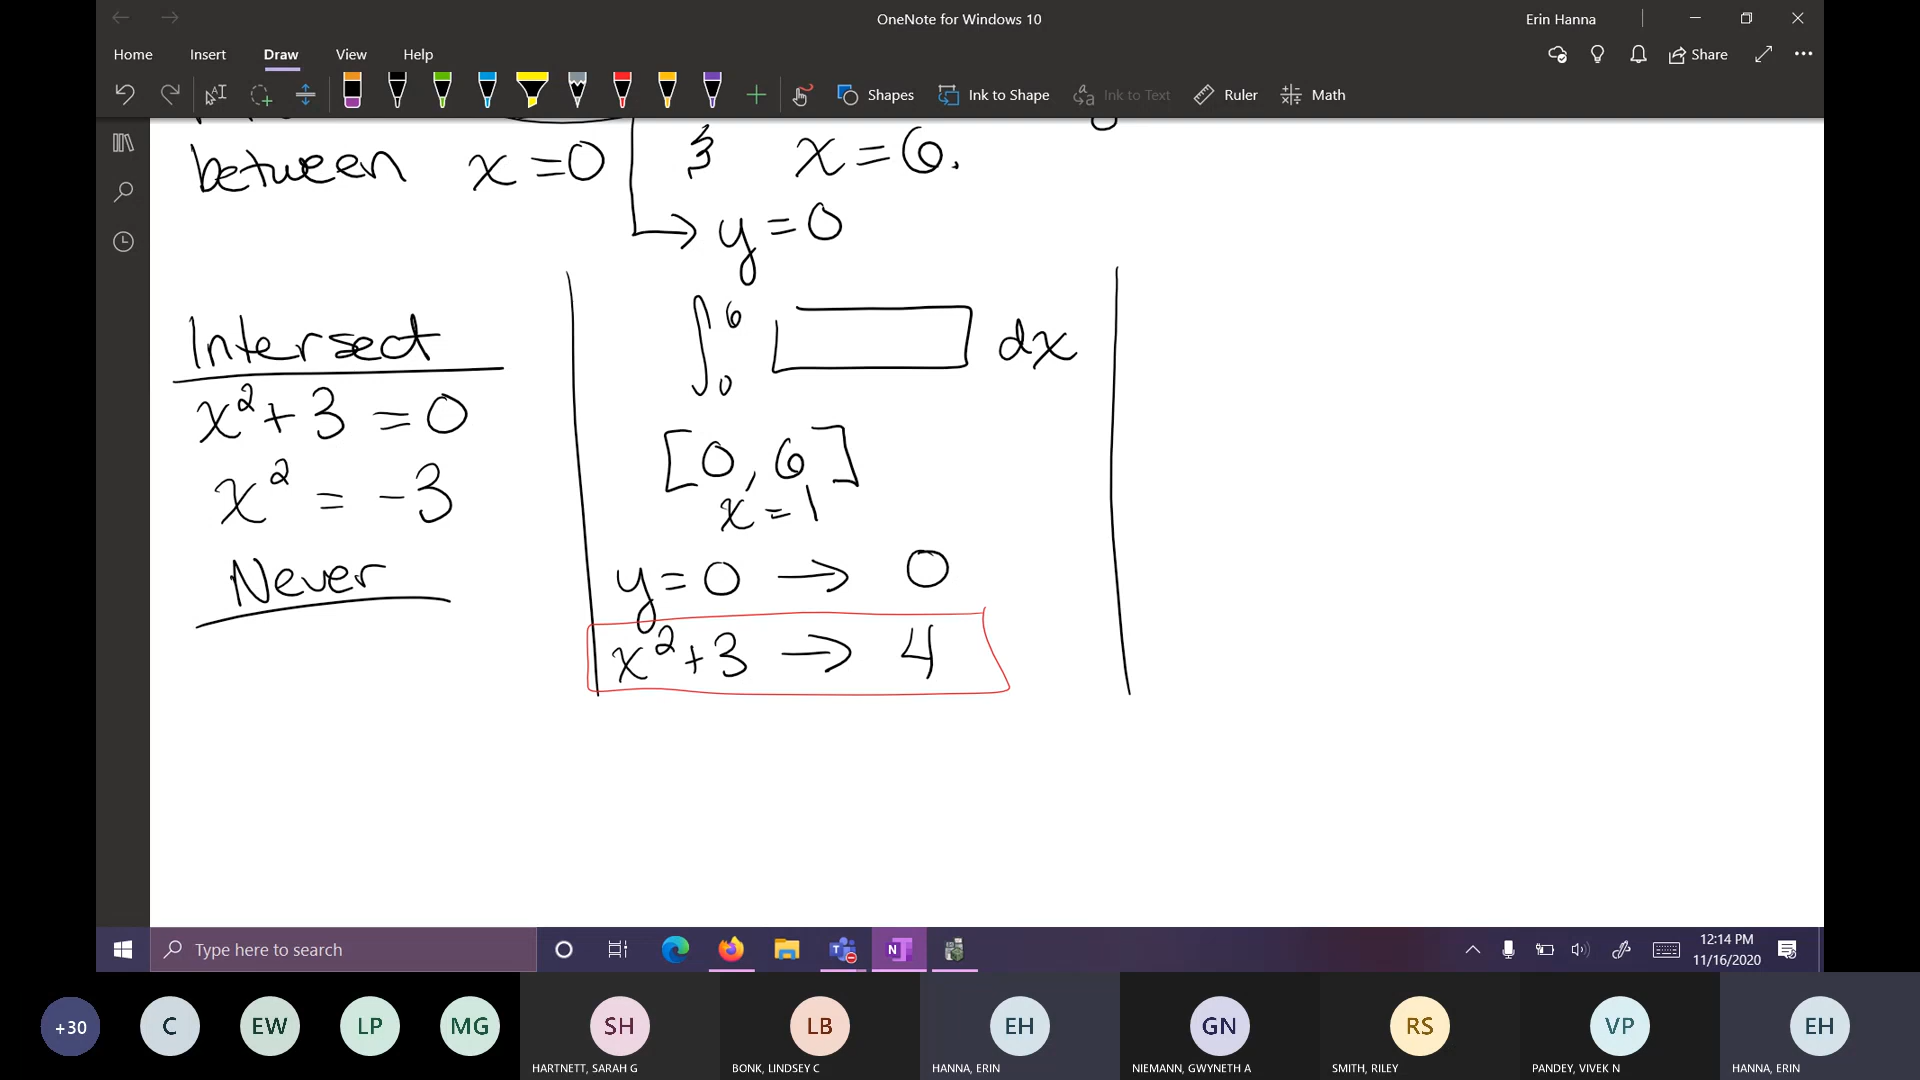 OneNote for Windows 10
Erin Hanna
Home Insert Draw View Help
Share
Shapes Ink to Shape Ink to Text Ruler Math
between x=0 & x=6.
→ y=0
Intersect
x²+3=0
x²=-3
Never
∫₀⁶ dx
[0, 6]
x=1
y=0 → 0
x²+3 → 4
Type here to search
12:14 PM
11/16/2020
+30 C EW LP MG SH LB EH GN RS VP EH
HARTNETT, SARAH G BONK, LINDSEY C HANNA, ERIN NIEMANN, GWYNETH A SMITH, RILEY PANDEY, VIVEK N HANNA, ERIN